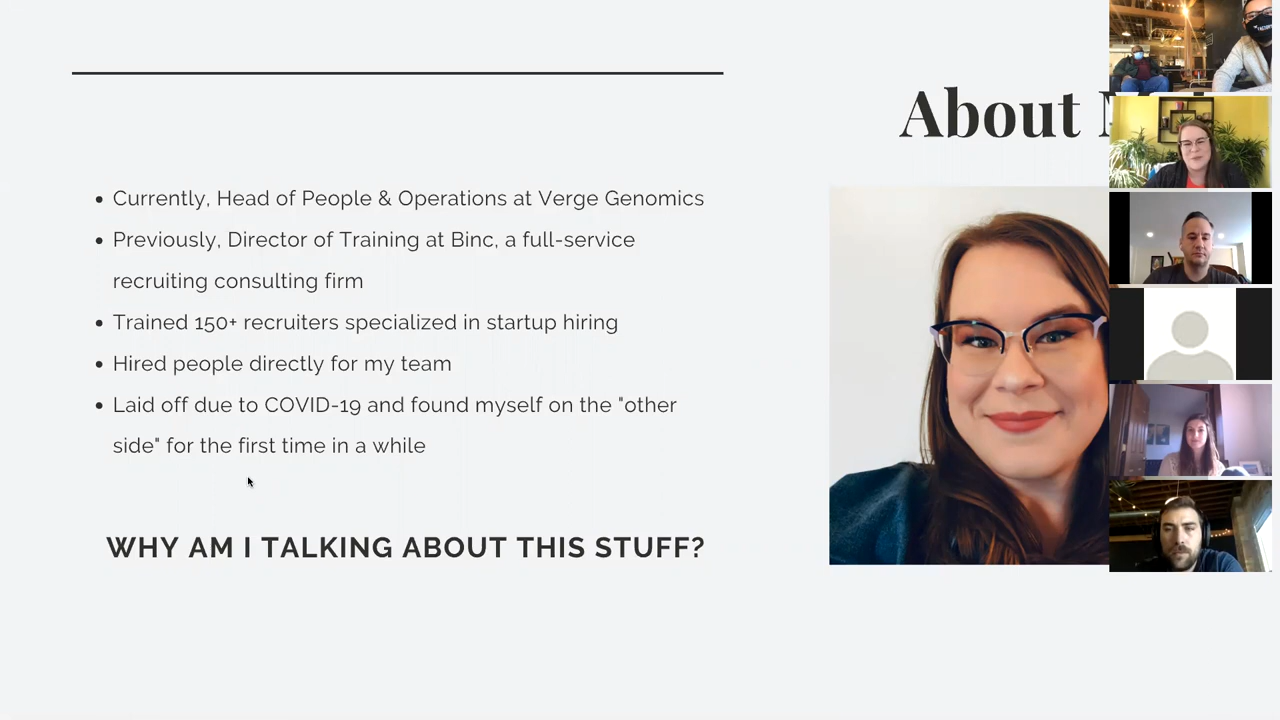 About
Currently, Head of People & Operations at Verge Genomics
Previously, Director of Training at Binc, a full-service
recruiting consulting firm
Trained 150+ recruiters specialized in startup hiring
Hired people directly for my team
Laid off due to COVID-19 and found myself on the "other
side" for the first time in a while
WHY AM I TALKING ABOUT THIS STUFF?